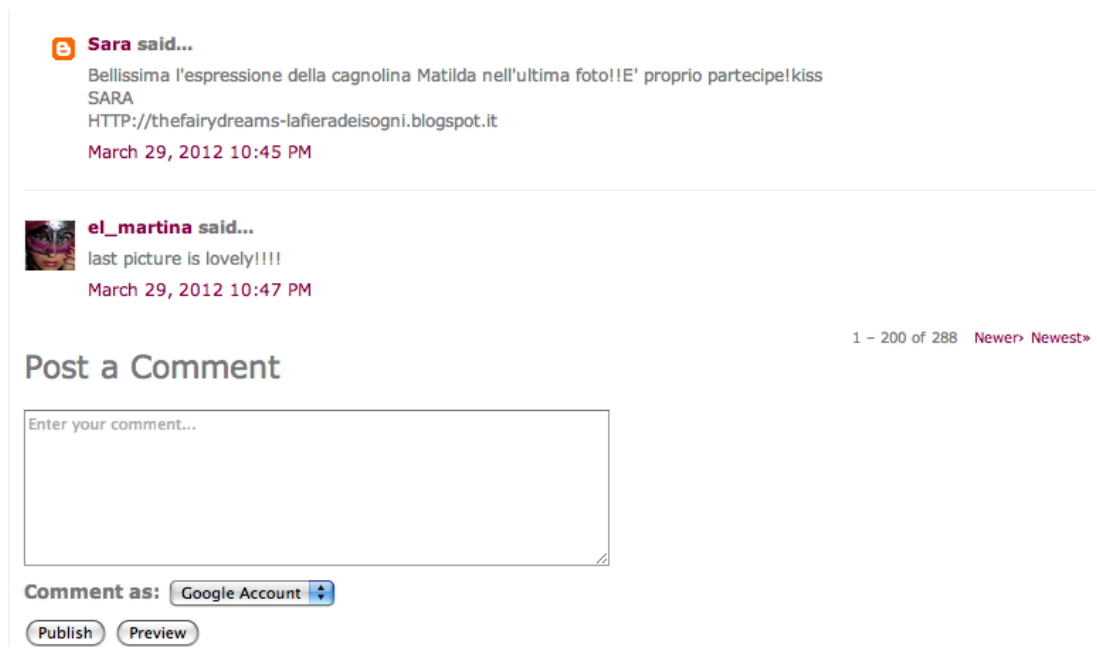 Sara said...
Bellissima l'espressione della cagnolina Matilda nell'ultima foto!!E' proprio partecipe!kiss
SARA
HTTP://thefairydreams-lafieradeisogni.blogspot.it
March 29, 2012 10:45 PM
el_martina said...
last picture is lovely!!!!
March 29, 2012 10:47 PM
1 – 200 of 288 Newer› Newest»
Post a Comment
Enter your comment...
Comment as: Google Account
Publish Preview